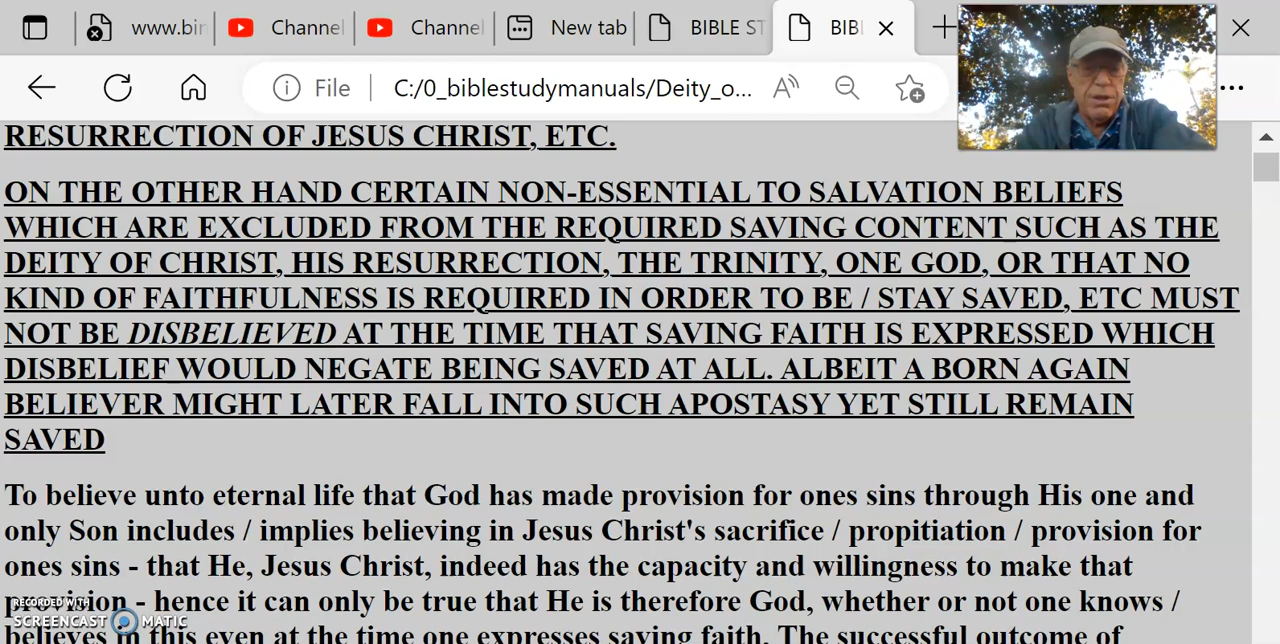 www.bin
Channel
Channel
New tab
BIBLE ST
BIBL
File
C:/0_biblestudymanuals/Deity_o...
RESURRECTION OF JESUS CHRIST, ETC.
ON THE OTHER HAND CERTAIN NON-ESSENTIAL TO SALVATION BELIEFS
WHICH ARE EXCLUDED FROM THE REQUIRED SAVING CONTENT SUCH AS THE
DEITY OF CHRIST, HIS RESURRECTION, THE TRINITY, ONE GOD, OR THAT NO
KIND OF FAITHFULNESS IS REQUIRED IN ORDER TO BE / STAY SAVED, ETC MUST
NOT BE DISBELIEVED AT THE TIME THAT SAVING FAITH IS EXPRESSED WHICH
DISBELIEF WOULD NEGATE BEING SAVED AT ALL. ALBEIT A BORN AGAIN
BELIEVER MIGHT LATER FALL INTO SUCH APOSTASY YET STILL REMAIN
SAVED
To believe unto eternal life that God has made provision for ones sins through His one and
only Son includes / implies believing in Jesus Christ's sacrifice / propitiation / provision for
ones sins - that He, Jesus Christ, indeed has the capacity and willingness to make that
provision - hence it can only be true that He is therefore God, whether or not one knows /
believes in this even at the time one expresses saving faith. The successful outcome of
RECORDED WITH
SCREENCAST MATIC